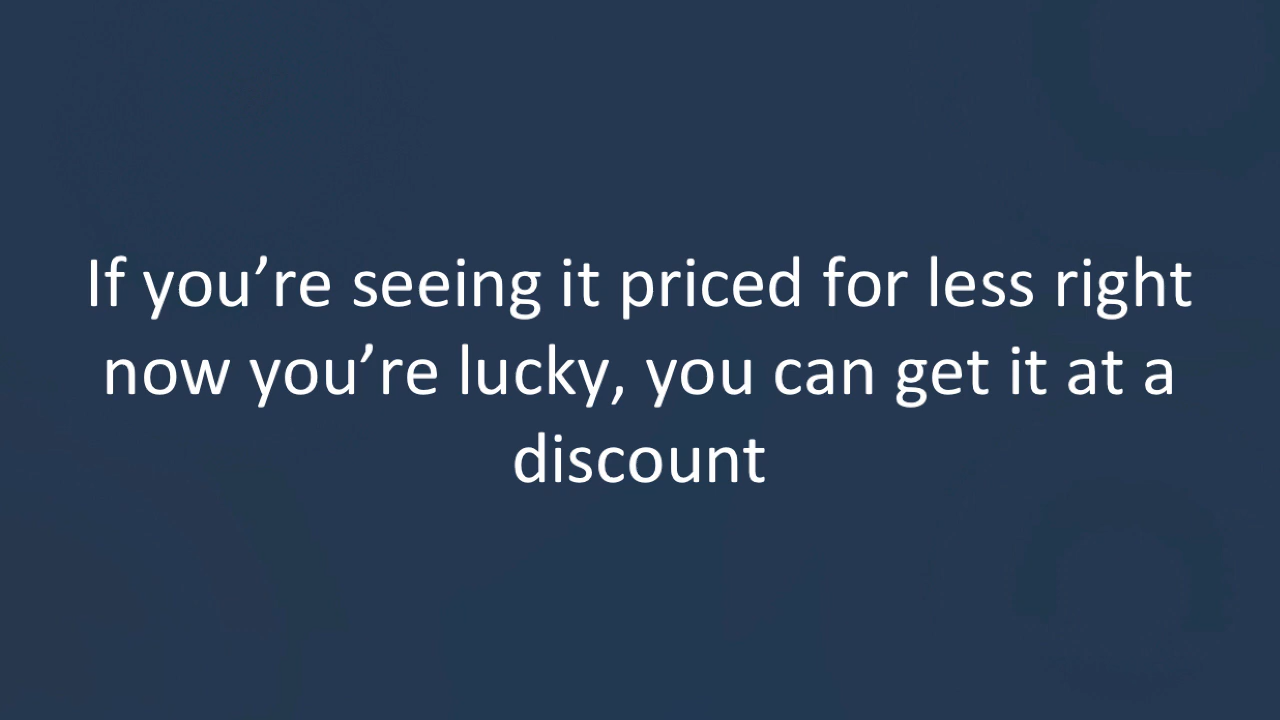 If you’re seeing it priced for less right
now you’re lucky, you can get it at a
discount